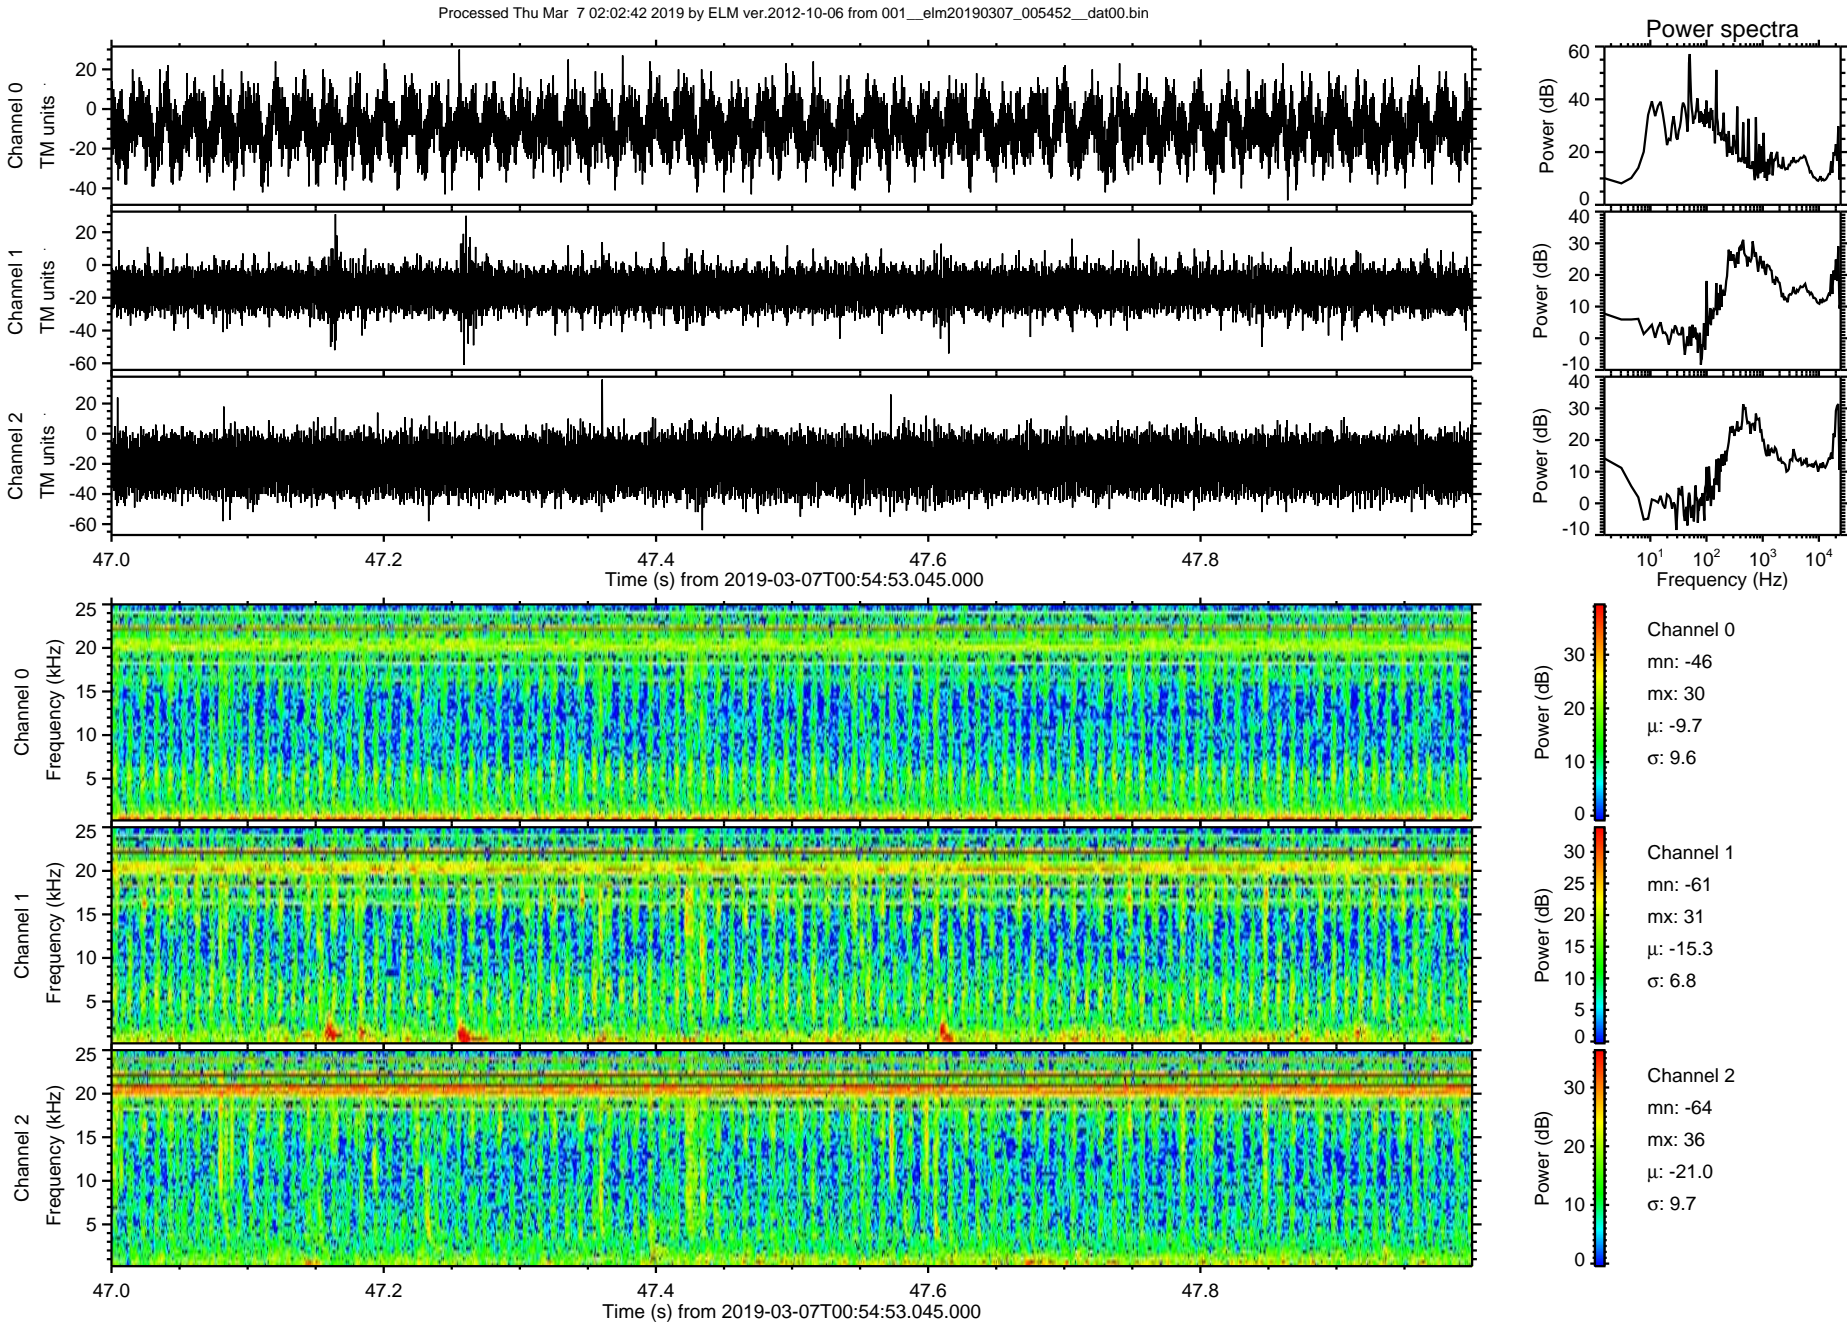 Processed Thu Mar  7 02:02:42 2019 by ELM ver.2012-10-06 from 001__elm20190307_005452__dat00.bin
Power spectra
Channel 0
TM units
20
0
-20
-40
Power (dB)
60
40
20
0
Channel 1
TM units
20
0
-20
-40
-60
Power (dB)
40
30
20
10
0
-10
Channel 2
TM units
20
0
-20
-40
-60
Power (dB)
40
30
20
10
0
-10
47.0 47.2 47.4 47.6 47.8
Time (s) from 2019-03-07T00:54:53.045.000
10^1 10^2 10^3 10^4
Frequency (Hz)
Channel 0
Frequency (kHz)
25
20
15
10
5
Power (dB)
30
20
10
0
Channel 0
mn: -46
mx: 30
μ: -9.7
σ: 9.6
Channel 1
Frequency (kHz)
25
20
15
10
5
Power (dB)
30
25
20
15
10
5
0
Channel 1
mn: -61
mx: 31
μ: -15.3
σ: 6.8
Channel 2
Frequency (kHz)
25
20
15
10
5
Power (dB)
30
20
10
0
Channel 2
mn: -64
mx: 36
μ: -21.0
σ: 9.7
47.0 47.2 47.4 47.6 47.8
Time (s) from 2019-03-07T00:54:53.045.000